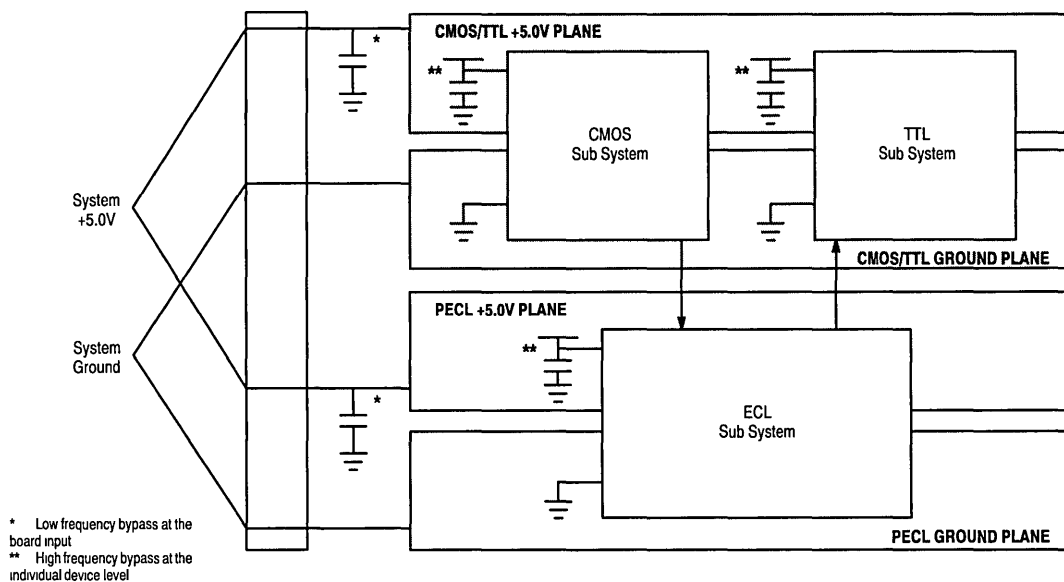 *
CMOS/TTL +5.0V PLANE
**
**
CMOS
Sub System
TTL
Sub System
System
+5.0V
CMOS/TTL GROUND PLANE
PECL +5.0V PLANE
System
Ground
**
*
ECL
Sub System
PECL GROUND PLANE
* Low frequency bypass at the
board input
** High frequency bypass at the
individual device level